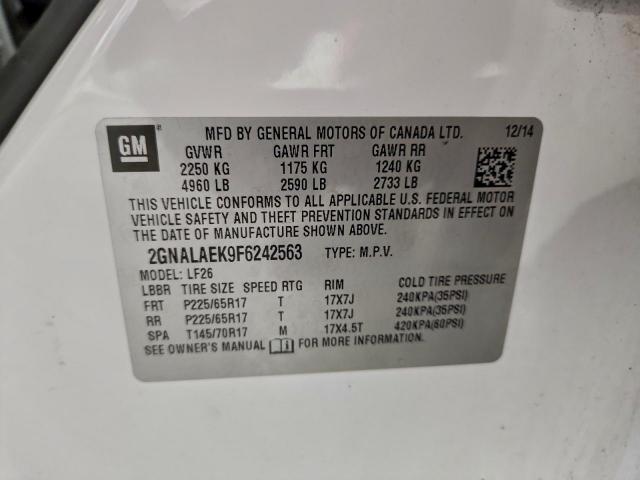 GM ® MFD BY GENERAL MOTORS OF CANADA LTD. 12/14
GVWR GAWR FRT GAWR RR
2250 KG 1175 KG 1240 KG
4960 LB 2590 LB 2733 LB
THIS VEHICLE CONFORMS TO ALL APPLICABLE U.S. FEDERAL MOTOR
VEHICLE SAFETY AND THEFT PREVENTION STANDARDS IN EFFECT ON
THE DATE OF MANUFACTURE SHOWN ABOVE.
2GNALAEK9F6242563 TYPE: M.P.V.
MODEL: LF26
LBBR TIRE SIZE SPEED RTG RIM COLD TIRE PRESSURE
FRT P225/65R17 T 17X7J 240KPA(35PSI)
RR P225/65R17 T 17X7J 240KPA(35PSI)
SPA T145/70R17 M 17X4.5T 420KPA(60PSI)
SEE OWNER'S MANUAL FOR MORE INFORMATION.